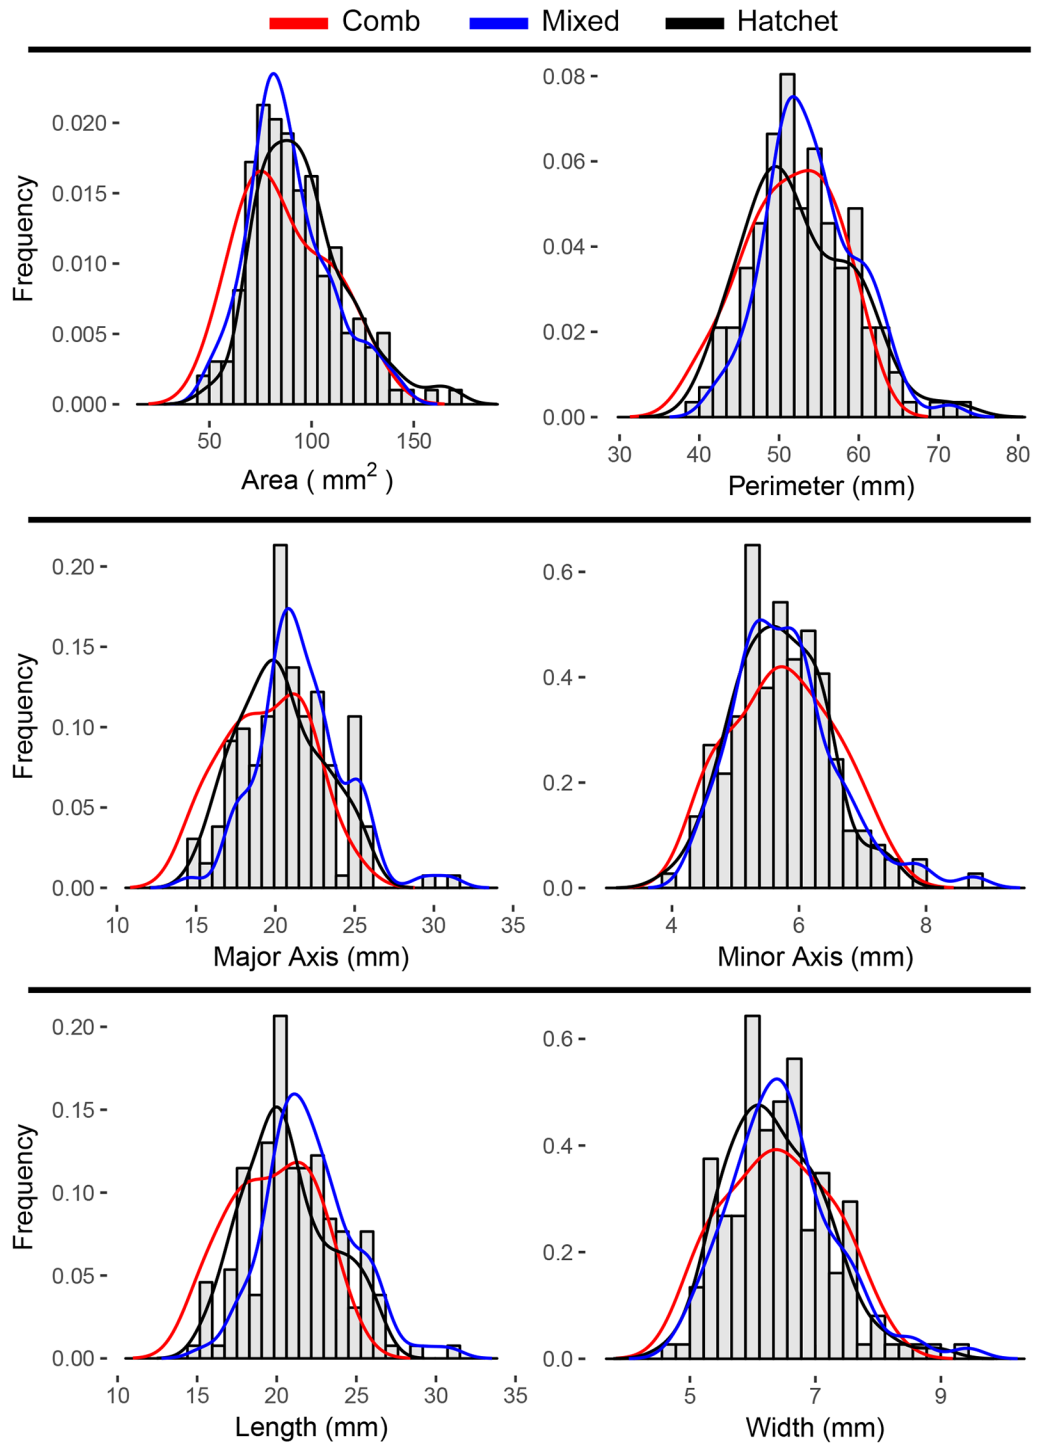 Comb Mixed Hatchet
Frequency
0.020
0.015
0.010
0.005
0.000
50 100 150
Area ( mm2 )
0.08
0.06
0.04
0.02
0.00
30 40 50 60 70 80
Perimeter (mm)
Frequency
0.20
0.15
0.10
0.05
0.00
10 15 20 25 30 35
Major Axis (mm)
0.6
0.4
0.2
0.0
4 6 8
Minor Axis (mm)
Frequency
0.20
0.15
0.10
0.05
0.00
10 15 20 25 30 35
Length (mm)
0.6
0.4
0.2
0.0
5 7 9
Width (mm)